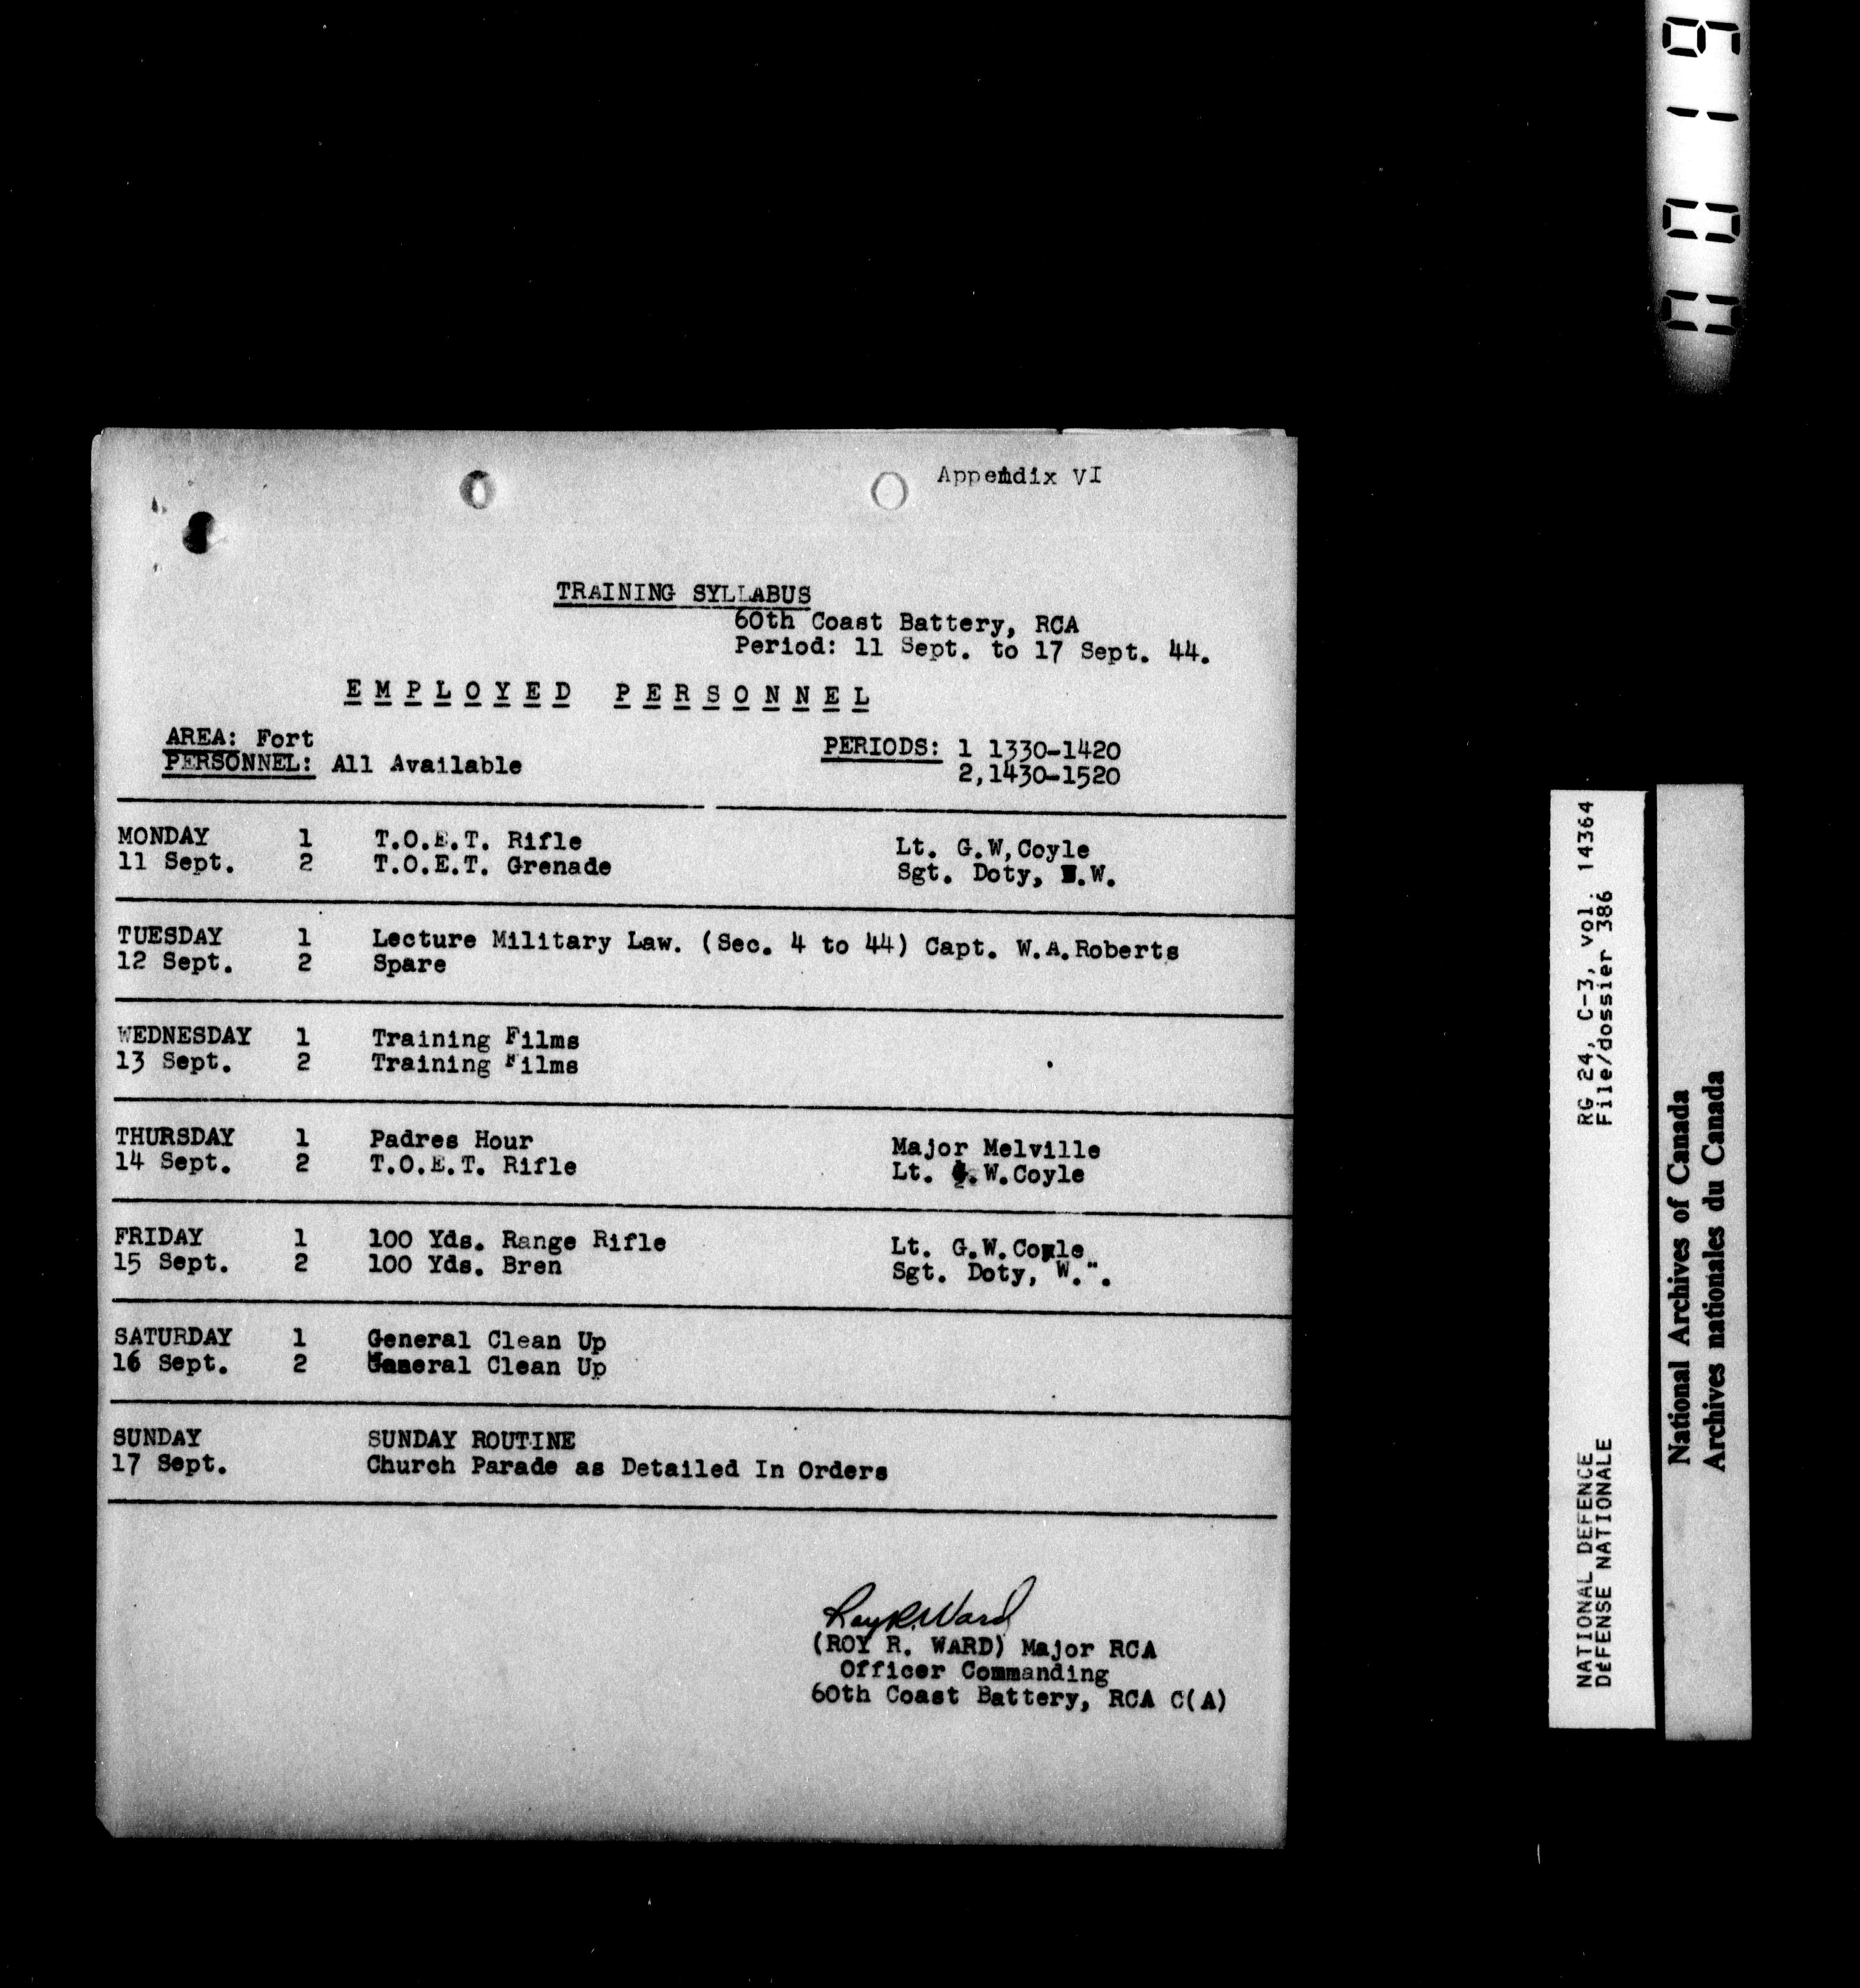 Appendix VI
TRAINING SYLLABUS
60th Coast Battery, RCA
Period: 11 Sept. to 17 Sept. 44.
EMPLOYED PERSONNEL
AREA: Fort
PERSONNEL: All Available
PERIODS: 1 1330-1420
2,1430-1520
MONDAY 1 T.O.E.T. Rifle Lt. G.W,Coyle
11 Sept. 2 T.O.E.T. Grenade Sgt. Doty, W.W.
TUESDAY 1 Lecture Military Law. (Sec. 4 to 44) Capt. W.A.Roberts
12 Sept. 2 Spare
WEDNESDAY 1 Training Films
13 Sept. 2 Training Films
THURSDAY 1 Padres Hour Major Melville
14 Sept. 2 T.O.E.T. Rifle Lt. G.W.Coyle
FRIDAY 1 100 Yds. Range Rifle Lt. G.W.Coyle
15 Sept. 2 100 Yds. Bren Sgt. Doty, W.".
SATURDAY 1 General Clean Up
16 Sept. 2 General Clean Up
SUNDAY SUNDAY ROUTINE
17 Sept. Church Parade as Detailed In Orders
Roy R. Ward
(ROY R. WARD) Major RCA
Officer Commanding
60th Coast Battery, RCA C(A)
NATIONAL DEFENCE RG 24, C-3, vol. 14364
DÉFENSE NATIONALE File/dossier 386
National Archives of Canada
Archives nationales du Canada